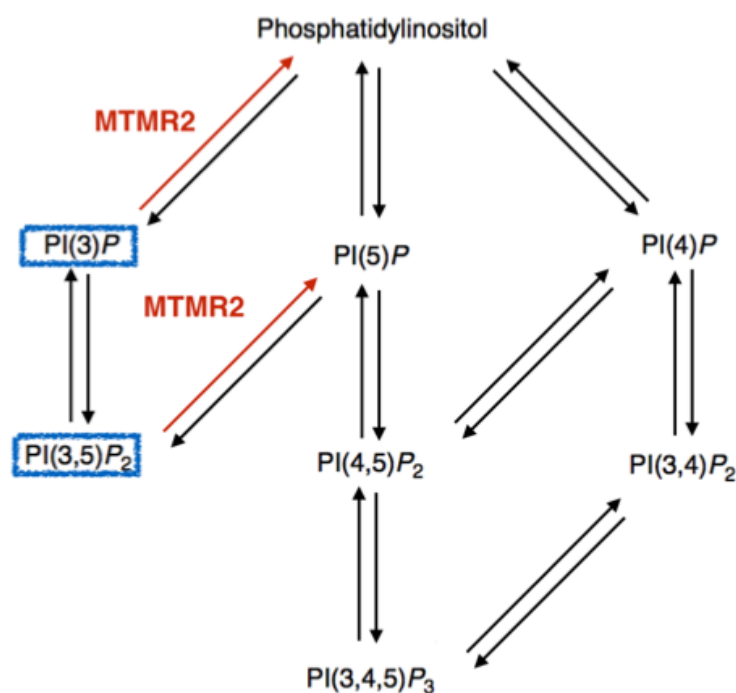 Phosphatidylinositol
MTMR2
PI(3)P
PI(5)P
PI(4)P
MTMR2
PI(3,5)P₂
PI(4,5)P₂
PI(3,4)P₂
PI(3,4,5)P₃